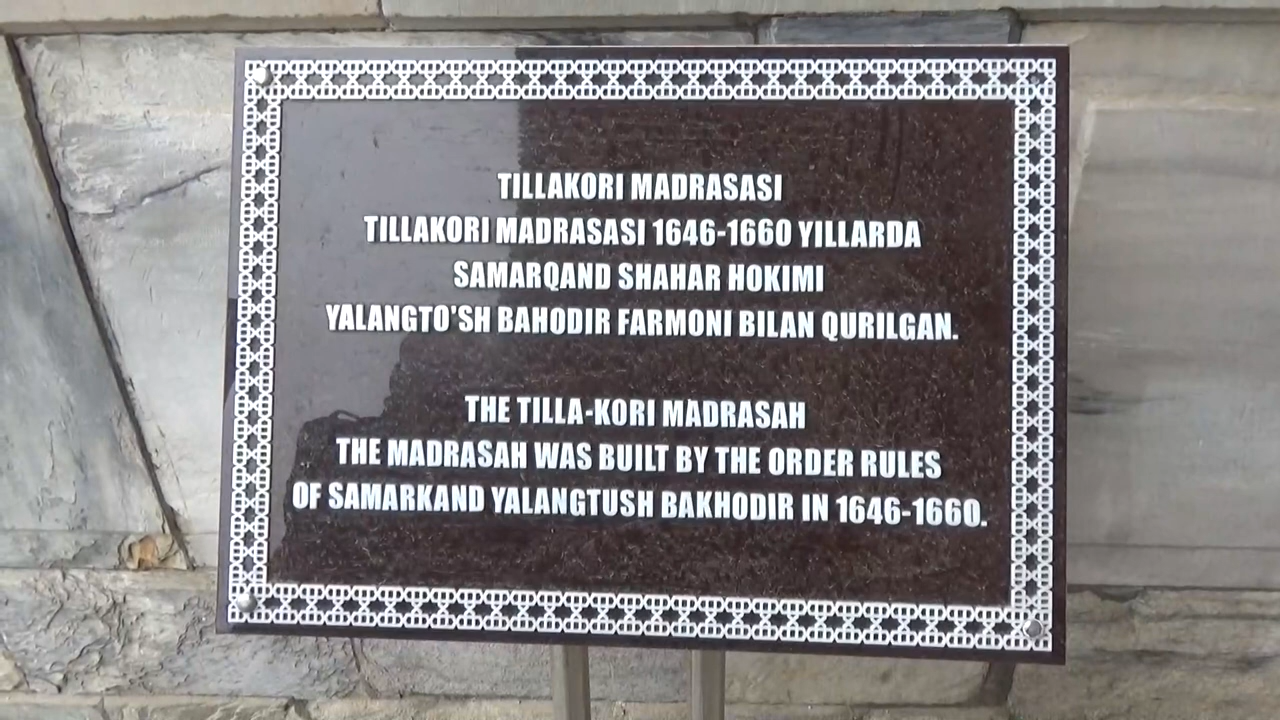 TILLAKORI MADRASASI
TILLAKORI MADRASASI 1646-1660 YILLARDA
SAMARQAND SHAHAR HOKIMI
YALANGTO'SH BAHODIR FARMONI BILAN QURILGAN.
THE TILLA-KORI MADRASAH
THE MADRASAH WAS BUILT BY THE ORDER RULES
OF SAMARKAND YALANGTUSH BAKHODIR IN 1646-1660.